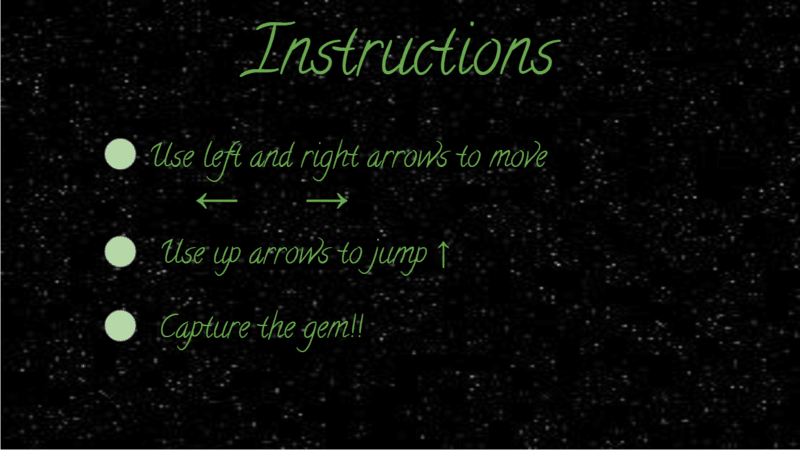 Instructions
Use left and right arrows to move
← →
Use up arrows to jump ↑
Capture the gem!!